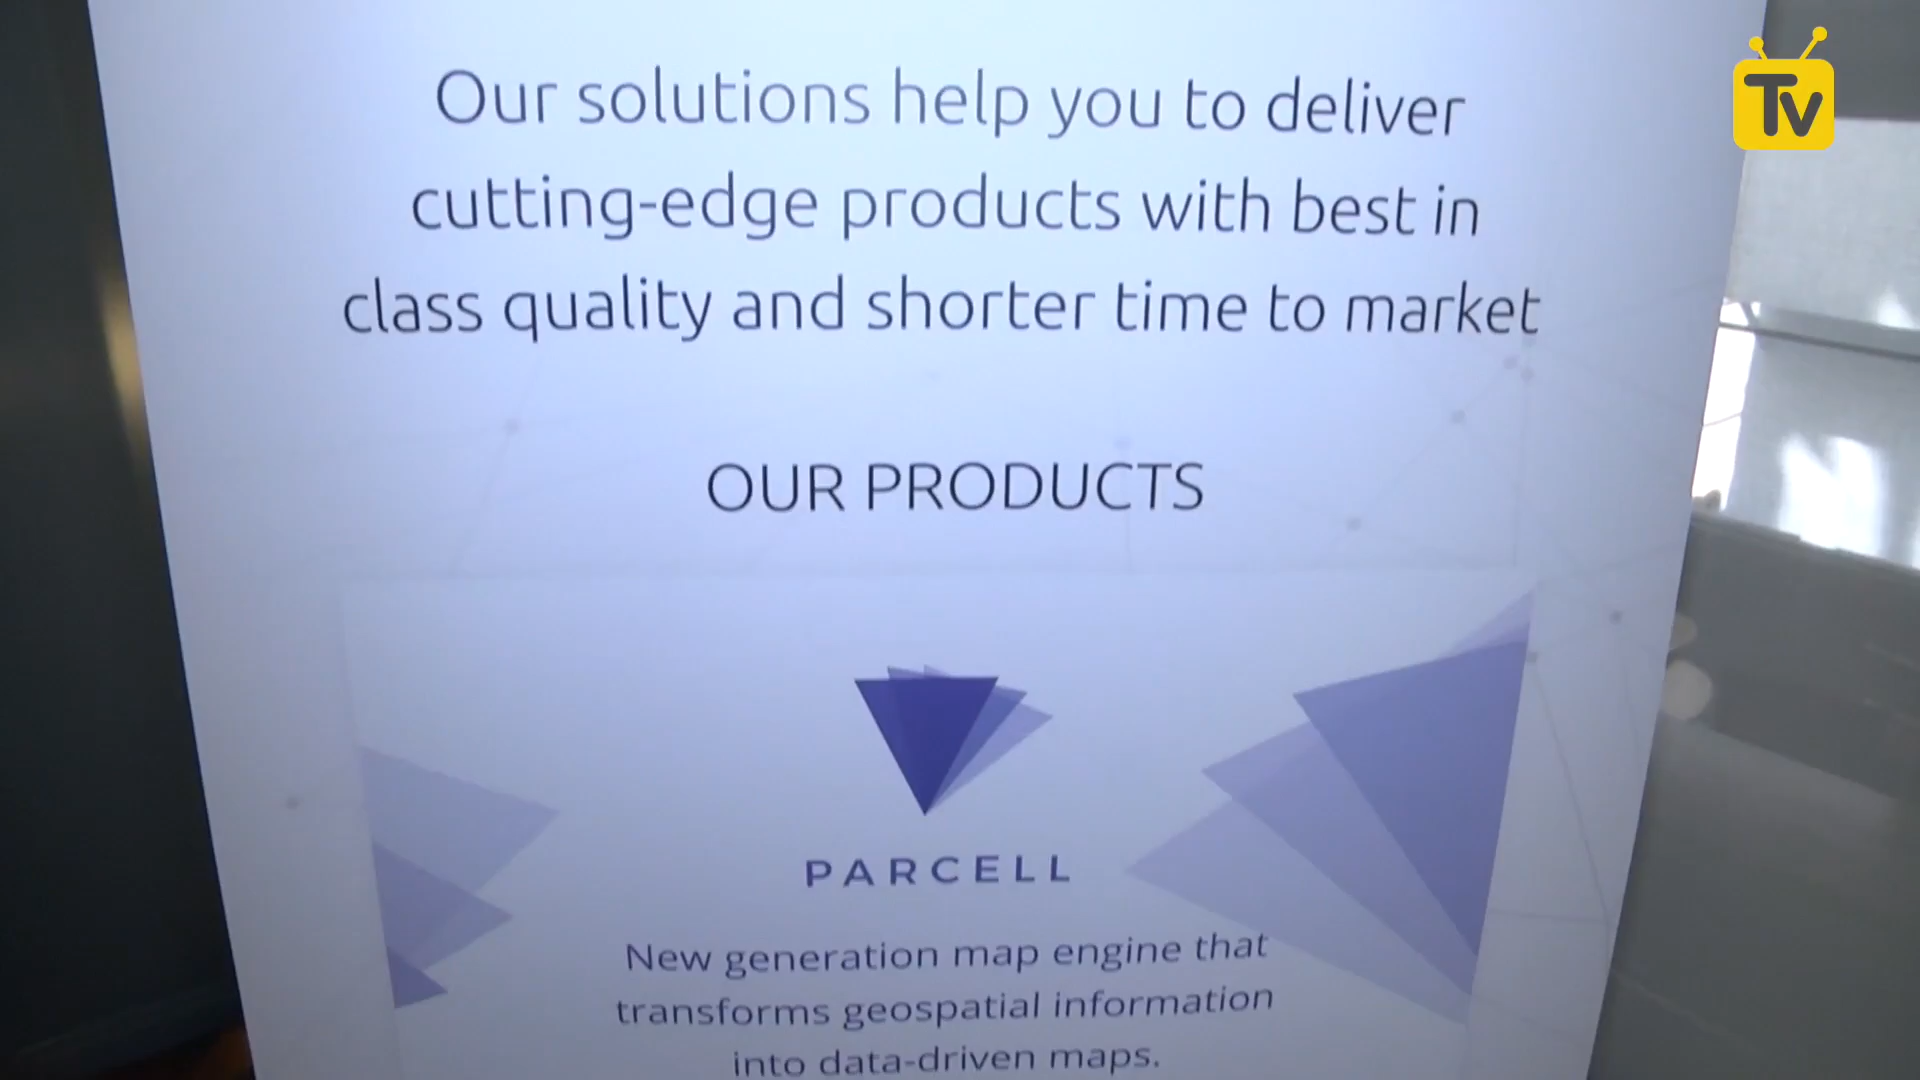 Tv
Our solutions help you to deliver
cutting-edge products with best in
class quality and shorter time to market
OUR PRODUCTS
PARCELL
New generation map engine that
transforms geospatial information
into data-driven maps.